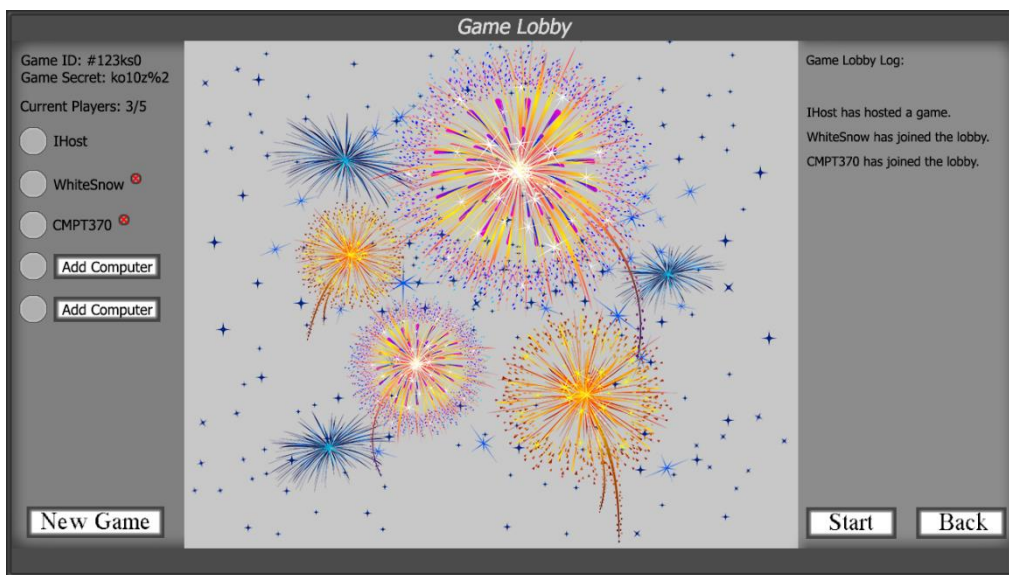 Game Lobby
Game ID: #123ks0
Game Secret: ko10z%2
Current Players: 3/5
IHost
WhiteSnow
CMPT370
Add Computer
Add Computer
New Game
Game Lobby Log:
IHost has hosted a game.
WhiteSnow has joined the lobby.
CMPT370 has joined the lobby.
Start
Back